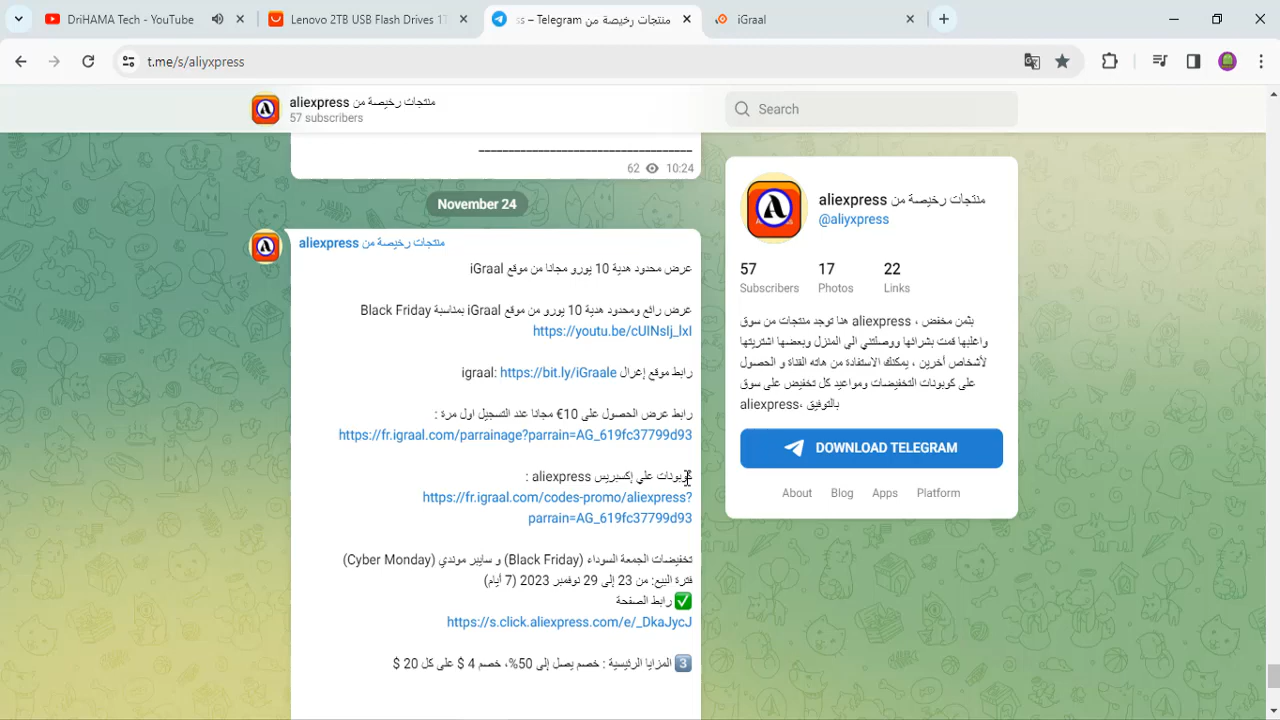 DriHAMA Tech - YouTube
Lenovo 2TB USB Flash Drives 1
منتجات رخيصة من Telegram –
iGraal
t.me/s/aliyxpress
منتجات رخيصة من aliexpress
57 subscribers
Search
62 10:24
November 24
منتجات رخيصة من aliexpress
عرض محدود هدية 10 يورو مجانا من موقع iGraal
عرض رائع ومحدود هدية 10 يورو من موقع iGraal بمناسبة Black Friday
https://youtu.be/cUINsIj_lxI
رابط موقع إغرال igraal: https://bit.ly/iGraale
رابط عرض الحصول على 10€ مجانا عند التسجيل اول مرة :
https://fr.igraal.com/parrainage?parrain=AG_619fc37799d93
كوبونات علي إكسبريس aliexpress :
https://fr.igraal.com/codes-promo/aliexpress?
parrain=AG_619fc37799d93
تخفيضات الجمعة السوداء (Black Friday) و سايبر موندي (Cyber Monday)
فترة البيع: من 23 إلى 29 نوفمبر 2023 (7 أيام)
✅ رابط الصفحة
https://s.click.aliexpress.com/e/_DkaJycJ
3️⃣ المزايا الرئيسية : خصم يصل إلى 50%، خصم 4 $ على كل 20 $
منتجات رخيصة من aliexpress
@aliyxpress
57 17 22
Subscribers Photos Links
هنا توجد منتجات من سوق aliexpress ، بثمن مخفض
واغلبها قمت بشرائها ووصلتني الى المنزل وبعضها اشتريتها
لأشخاص أخرين ، يمكنك الاستفادة من هاته القناة و الحصول
على كوبونات التخفيضات ومواعيد كل تخفيض على سوق
aliexpress، بالتوفيق
DOWNLOAD TELEGRAM
About Blog Apps Platform